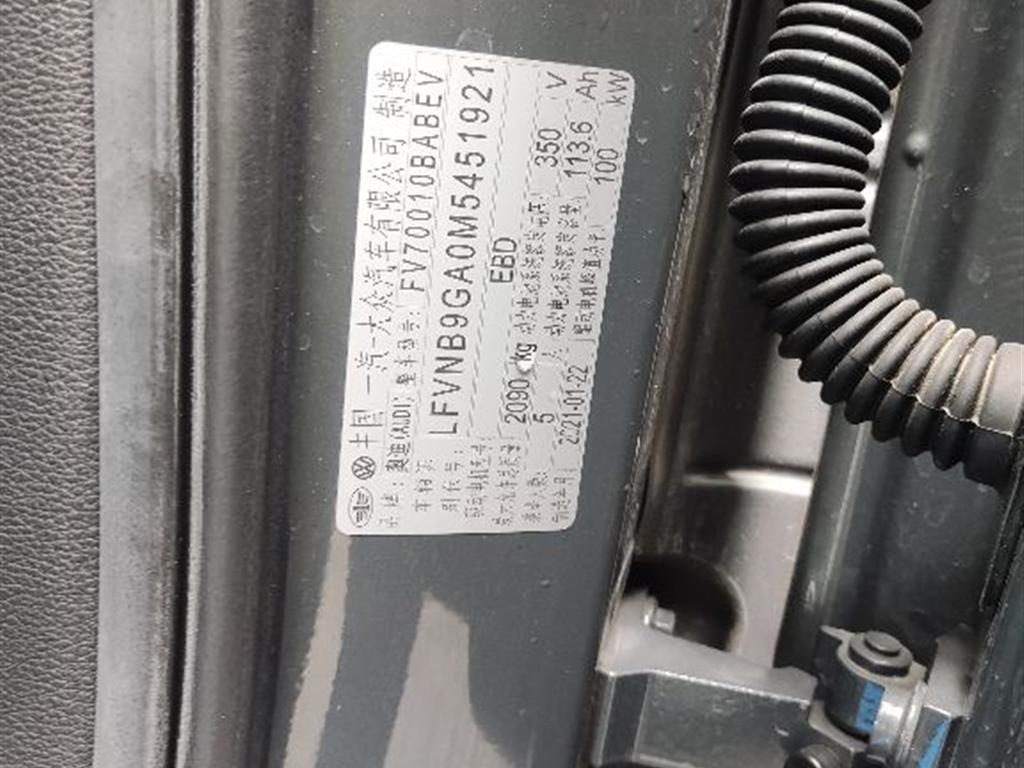 中国一汽-大众汽车有限公司 制造
品牌: 奥迪(AUDI) 整车型号: FV70010BABEV
车辆识别代号: LFVNB9GA0M5451921
驱动电机型号: EBD
最大允许总质量: 2090 kg 动力电池系统额定电压: 350 V
乘坐人数: 5 人 动力电池系统额定容量: 113.6 Ah
制造年月: 2021-01-22 驱动电机峰值功率: 100 kW